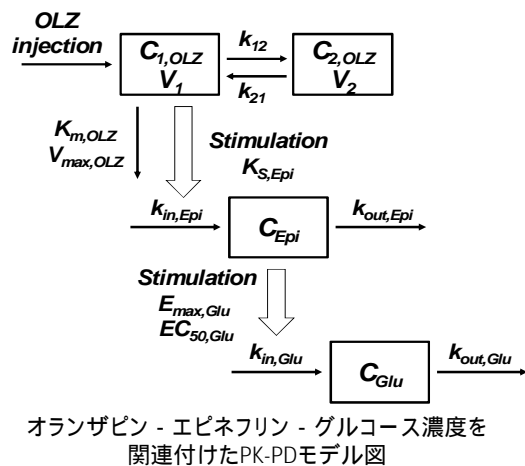 OLZ
injection
C1,OLZ
V1
k12
k21
C2,OLZ
V2
Km,OLZ
Vmax,OLZ
Stimulation
KS,Epi
kin,Epi
CEpi
kout,Epi
Stimulation
Emax,Glu
EC50,Glu
kin,Glu
CGlu
kout,Glu
オランザピン - エピネフリン - グルコース濃度を
関連付けたPK-PDモデル図